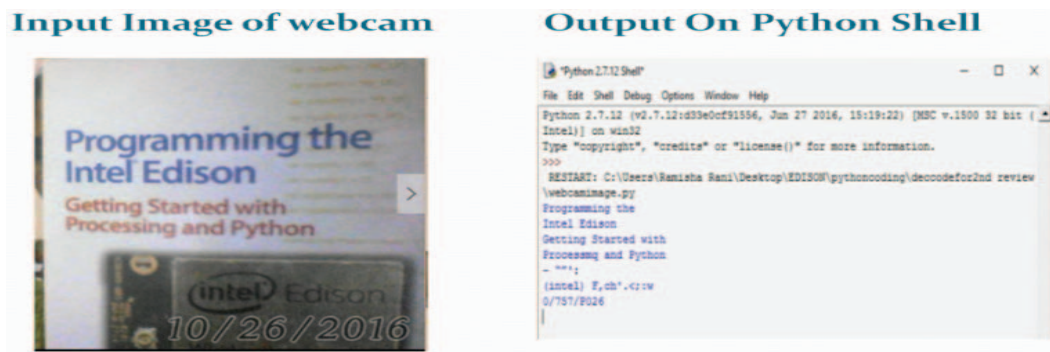 Input Image of webcam
Programming the
Intel Edison
Getting Started with
Processing and Python
intel Edison
10/26/2016
Output On Python Shell
*Python 2.7.12 Shell*
File Edit Shell Debug Options Window Help
Python 2.7.12 (v2.7.12:d33e0cf91556, Jun 27 2016, 15:19:22) [MSC v.1500 32 bit (
Intel)] on win32
Type "copyright", "credits" or "license()" for more information.
>>>
RESTART: C:\Users\Ramisha Rani\Desktop\EDISON\pythoncoding\deccodefor2nd review
\webcamimage.py
Programming the
Intel Edison
Getting Started with
Processmq and Python
- ""';
(intel) F,ch'.<;:w
0/757/P026